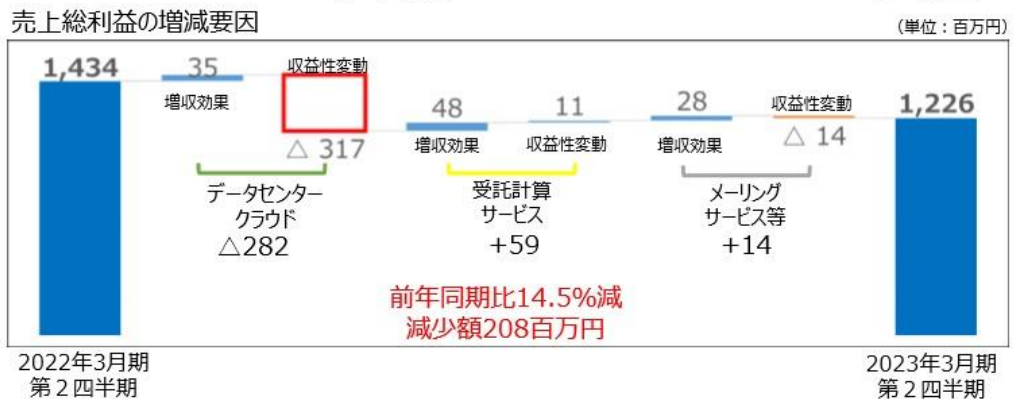 売上総利益の増減要因
(単位：百万円)
1,434
35
増収効果
収益性変動
△ 317
48
増収効果
11
収益性変動
28
増収効果
収益性変動
△ 14
1,226
データセンター
クラウド
△282
受託計算
サービス
+59
メーリング
サービス等
+14
前年同期比14.5%減
減少額208百万円
2022年3月期
第２四半期
2023年3月期
第２四半期